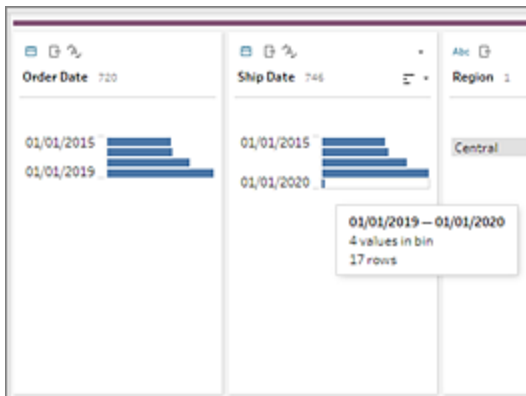 Order Date 720
01/01/2015
01/01/2019
Ship Date 746
01/01/2015
01/01/2020
01/01/2019 — 01/01/2020
4 values in bin
17 rows
Abc
Region 1
Central